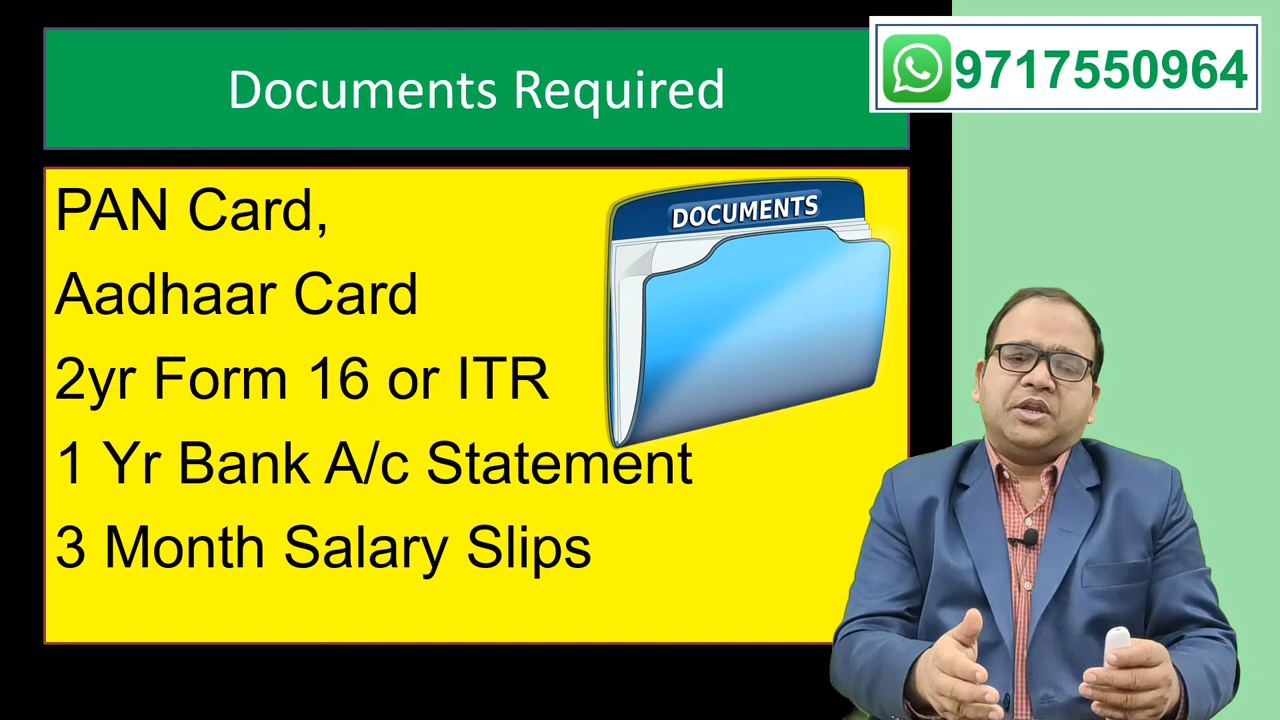 Documents Required
9717550964
PAN Card,
DOCUMENTS
Aadhaar Card
2yr Form 16 or ITR
1 Yr Bank A/c Statement
3 Month Salary Slips